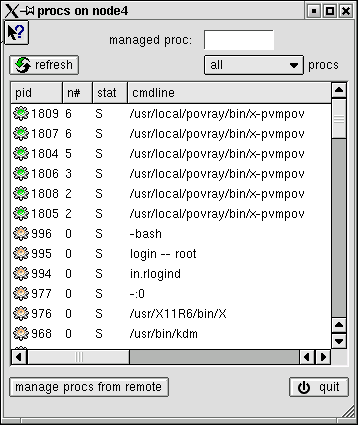 procs on node4
managed proc:
refresh all procs
pid n# stat cmdline
1809 6 S /usr/local/povray/bin/x-pvmpov
1807 6 S /usr/local/povray/bin/x-pvmpov
1804 5 S /usr/local/povray/bin/x-pvmpov
1806 3 S /usr/local/povray/bin/x-pvmpov
1808 2 S /usr/local/povray/bin/x-pvmpov
1805 2 S /usr/local/povray/bin/x-pvmpov
996 0 S -bash
995 0 S login -- root
994 0 S in.rlogind
977 0 S -:0
976 0 S /usr/X11R6/bin/X
968 0 S /usr/bin/kdm
manage procs from remote quit